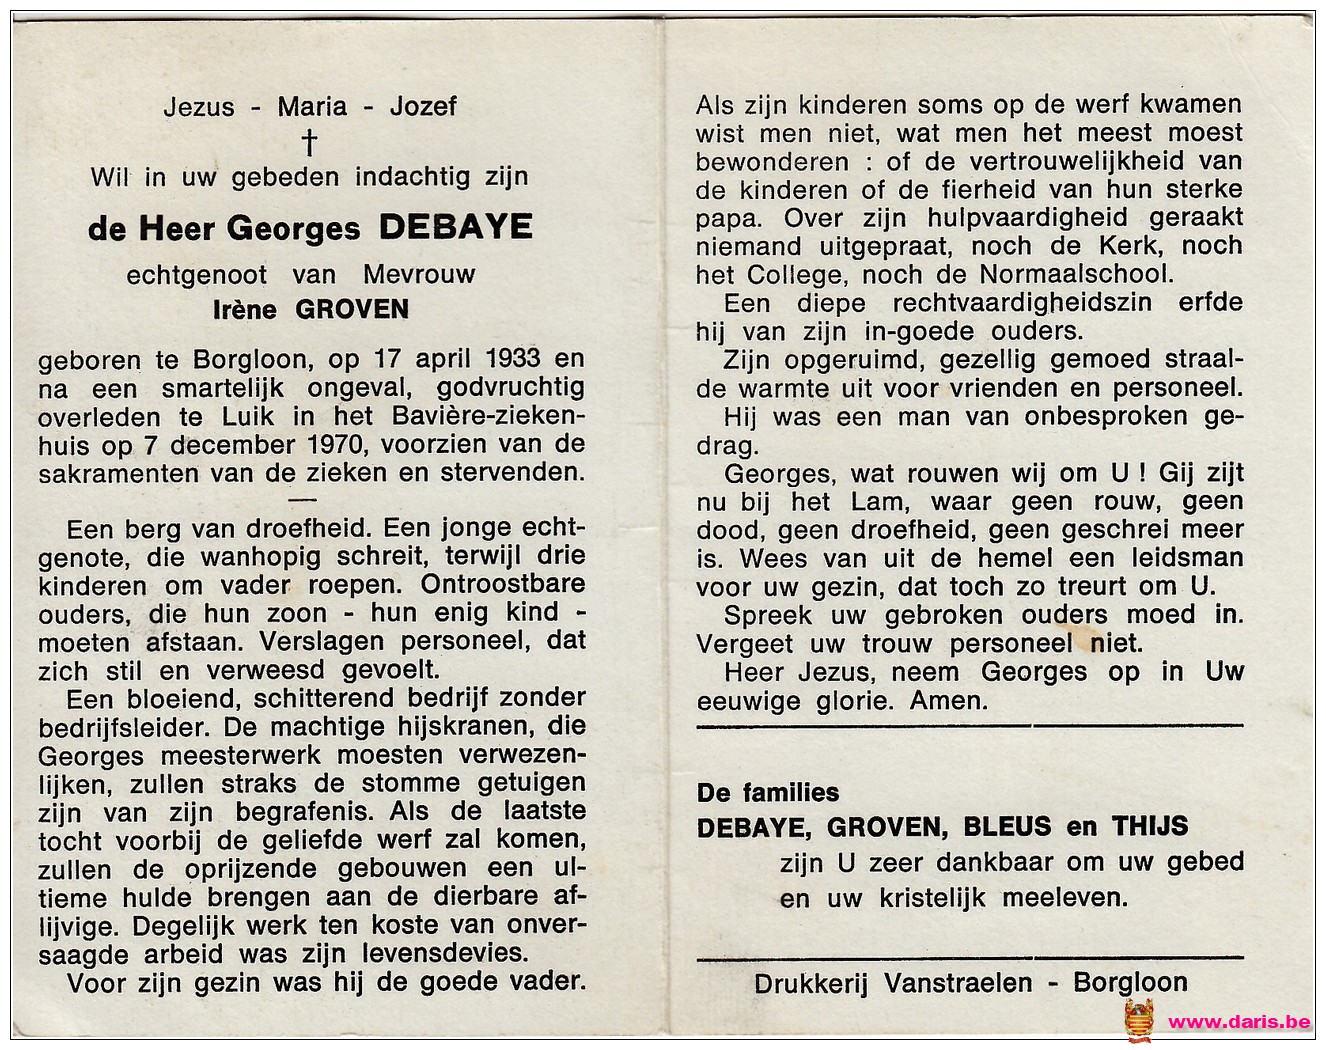 Jezus - Maria - Jozef
†
Wil in uw gebeden indachtig zijn
de Heer Georges DEBAYE
echtgenoot van Mevrouw
Irène GROVEN
geboren te Borgloon, op 17 april 1933 en
na een smartelijk ongeval, godvruchtig
overleden te Luik in het Bavière-zieken-
huis op 7 december 1970, voorzien van de
sakramenten van de zieken en stervenden.
Een berg van droefheid. Een jonge echt-
genote, die wanhopig schreit, terwijl drie
kinderen om vader roepen. Ontroostbare
ouders, die hun zoon - hun enig kind -
moeten afstaan. Verslagen personeel, dat
zich stil en verweesd gevoelt.
Een bloeiend, schitterend bedrijf zonder
bedrijfsleider. De machtige hijskranen, die
Georges meesterwerk moesten verwezen-
lijken, zullen straks de stomme getuigen
zijn van zijn begrafenis. Als de laatste
tocht voorbij de geliefde werf zal komen,
zullen de oprijzende gebouwen een ul-
tieme hulde brengen aan de dierbare af-
lijvige. Degelijk werk ten koste van onver-
saagde arbeid was zijn levensdevies.
Voor zijn gezin was hij de goede vader.
Als zijn kinderen soms op de werf kwamen
wist men niet, wat men het meest moest
bewonderen : of de vertrouwelijkheid van
de kinderen of de fierheid van hun sterke
papa. Over zijn hulpvaardigheid geraakt
niemand uitgepraat, noch de Kerk, noch
het College, noch de Normaalschool.
Een diepe rechtvaardigheidszin erfde
hij van zijn in-goede ouders.
Zijn opgeruimd, gezellig gemoed straal-
de warmte uit voor vrienden en personeel.
Hij was een man van onbesproken ge-
drag.
Georges, wat rouwen wij om U ! Gij zijt
nu bij het Lam, waar geen rouw, geen
dood, geen droefheid, geen geschrei meer
is. Wees van uit de hemel een leidsman
voor uw gezin, dat toch zo treurt om U.
Spreek uw gebroken ouders moed in.
Vergeet uw trouw personeel niet.
Heer Jezus, neem Georges op in Uw
eeuwige glorie. Amen.
De families
DEBAYE, GROVEN, BLEUS en THIJS
zijn U zeer dankbaar om uw gebed
en uw kristelijk meeleven.
Drukkerij Vanstraelen - Borgloon
www.daris.be